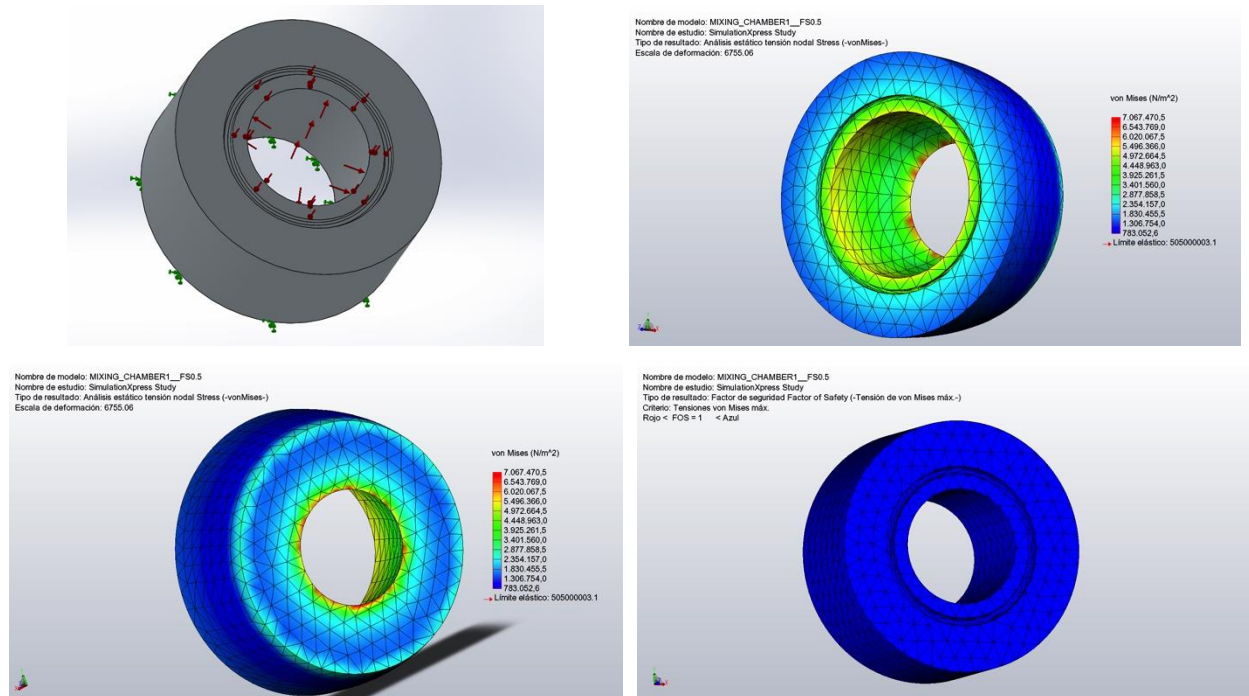 Nombre de modelo: MIXING_CHAMBER1__FS0.5
Nombre de estudio: SimulationXpress Study
Tipo de resultado: Análisis estático tensión nodal Stress (-vonMises-)
Escala de deformación: 6755.06
von Mises (N/m^2)
7.067.470,5
6.543.769,0
6.020.067,5
5.496.366,0
4.972.664,5
4.448.963,0
3.925.261,5
3.401.560,0
2.877.858,5
2.354.157,0
1.830.455,5
1.306.754,0
783.052,6
Límite elástico: 505000003.1
Nombre de modelo: MIXING_CHAMBER1__FS0.5
Nombre de estudio: SimulationXpress Study
Tipo de resultado: Análisis estático tensión nodal Stress (-vonMises-)
Escala de deformación: 6755.06
von Mises (N/m^2)
7.067.470,5
6.543.769,0
6.020.067,5
5.496.366,0
4.972.664,5
4.448.963,0
3.925.261,5
3.401.560,0
2.877.858,5
2.354.157,0
1.830.455,5
1.306.754,0
783.052,6
Límite elástico: 505000003.1
Nombre de modelo: MIXING_CHAMBER1__FS0.5
Nombre de estudio: SimulationXpress Study
Tipo de resultado: Factor de seguridad Factor of Safety (-Tensión de von Mises máx.-)
Criterio: Tensiones von Mises máx.
Rojo < FOS = 1 < Azul